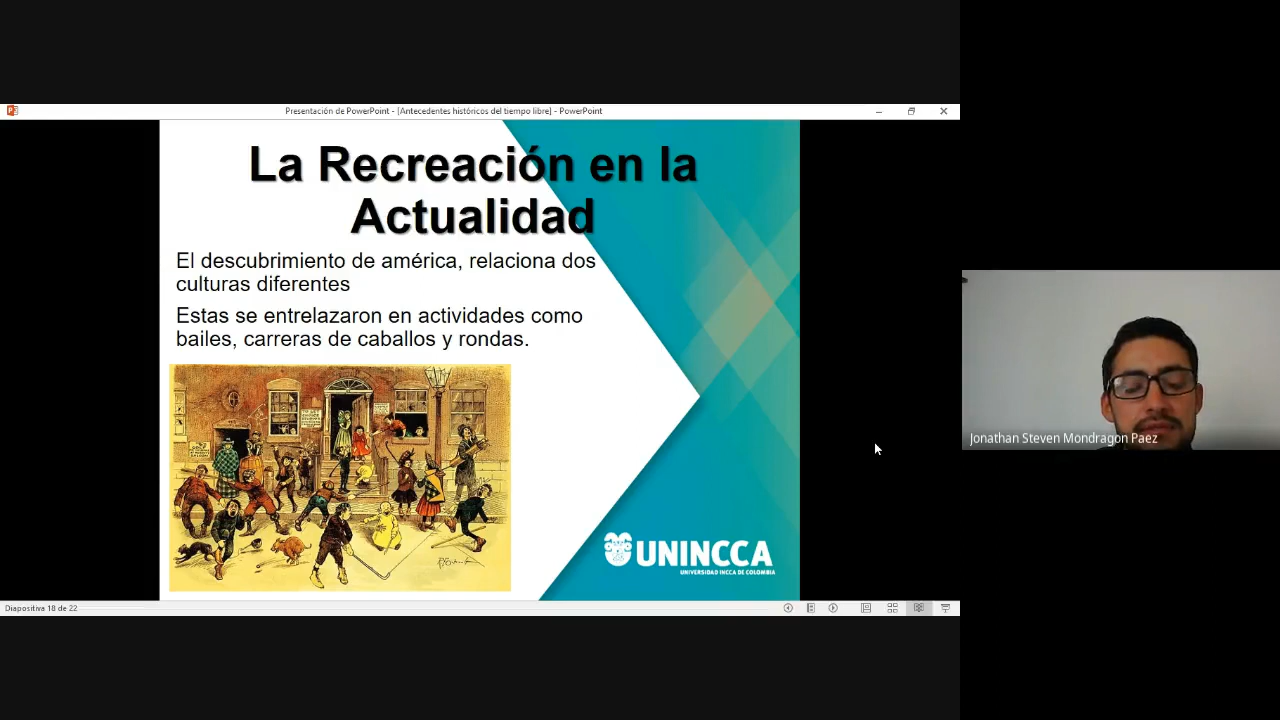 Presentación de PowerPoint - [Antecedentes históricos del tiempo libre] - PowerPoint
La Recreación en la
Actualidad
El descubrimiento de américa, relaciona dos
culturas diferentes
Estas se entrelazaron en actividades como
bailes, carreras de caballos y rondas.
UNINCCA
UNIVERSIDAD INCCA DE COLOMBIA
Diapositiva 18 de 22
Jonathan Steven Mondragon Paez